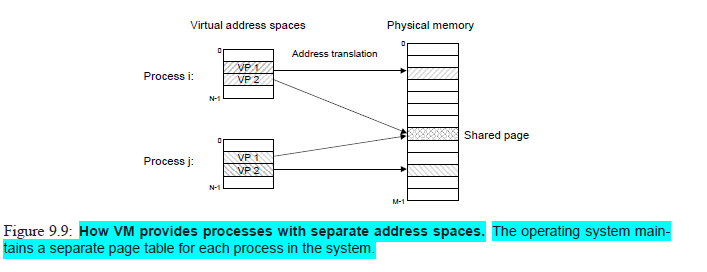 Virtual address spaces
Physical memory
Address translation
0
0
Process i:
VP 1
VP 2
N-1
Shared page
0
Process j:
VP 1
VP 2
N-1
M-1
Figure 9.9: How VM provides processes with separate address spaces. The operating system main-
tains a separate page table for each process in the system.